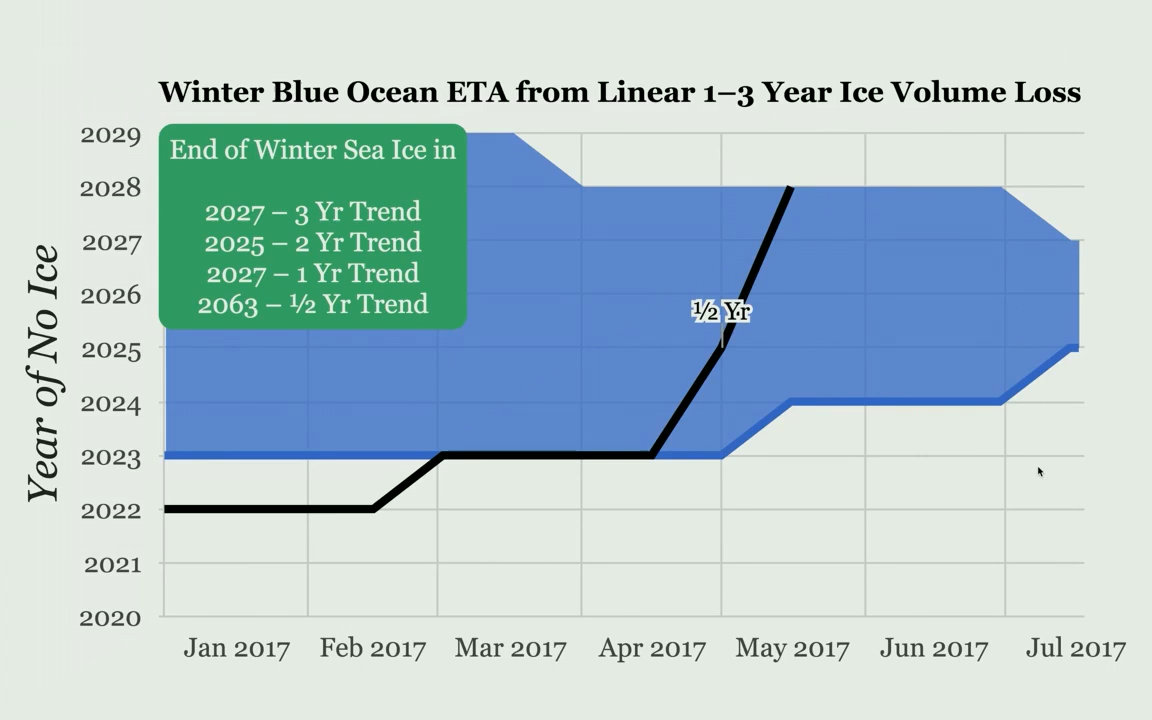 Winter Blue Ocean ETA from Linear 1–3 Year Ice Volume Loss
End of Winter Sea Ice in
2027 – 3 Yr Trend
2025 – 2 Yr Trend
2027 – 1 Yr Trend
2063 – ½ Yr Trend
Year of No Ice
2029
2028
2027
2026
2025
2024
2023
2022
2021
2020
½ Yr
Jan 2017
Feb 2017
Mar 2017
Apr 2017
May 2017
Jun 2017
Jul 2017